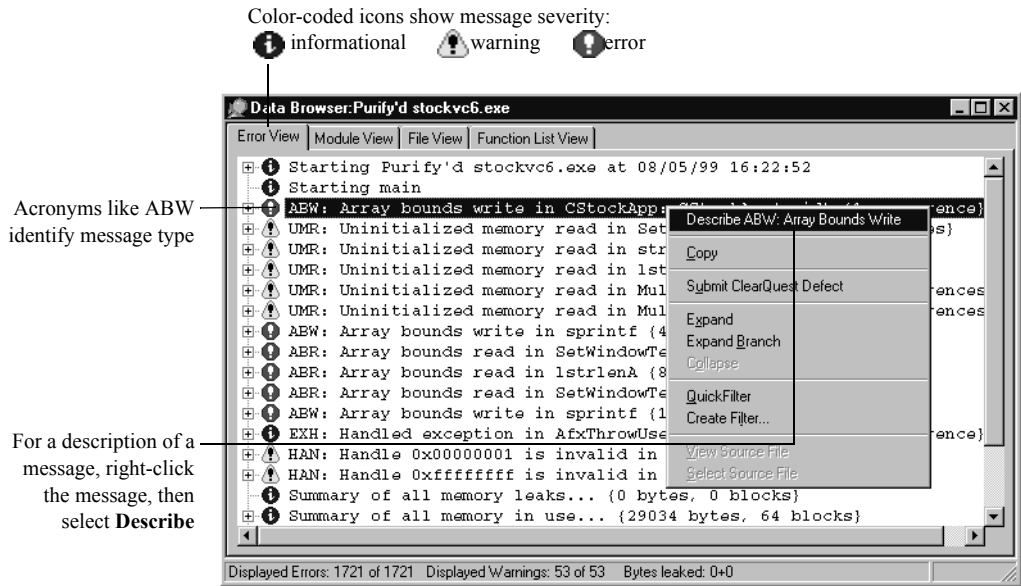 Color-coded icons show message severity:
informational warning error
Data Browser:Purify'd stockvc6.exe
Error View Module View File View Function List View
Starting Purify'd stockvc6.exe at 08/05/99 16:22:52
Starting main
Acronyms like ABW
identify message type
ABW: Array bounds write in CStockApp: ence}
UMR: Uninitialized memory read in Set es}
UMR: Uninitialized memory read in str
UMR: Uninitialized memory read in lst
UMR: Uninitialized memory read in Mul ences
UMR: Uninitialized memory read in Mul ences
ABW: Array bounds write in sprintf {4
ABR: Array bounds read in SetWindowTe
ABR: Array bounds read in lstrlenA {8
ABR: Array bounds read in SetWindowTe
ABW: Array bounds write in sprintf {1
EXH: Handled exception in AfxThrowUse ence}
HAN: Handle 0x00000001 is invalid in
HAN: Handle 0xffffffff is invalid in
Summary of all memory leaks... {0 bytes, 0 blocks}
Summary of all memory in use... {29034 bytes, 64 blocks}
Describe ABW: Array Bounds Write
Copy
Submit ClearQuest Defect
Expand
Expand Branch
Collapse
QuickFilter
Create Filter...
View Source File
Select Source File
For a description of a
message, right-click
the message, then
select Describe
Displayed Errors: 1721 of 1721 Displayed Warnings: 53 of 53 Bytes leaked: 0+0